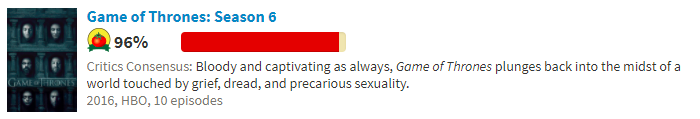 Game of Thrones: Season 6
96%
Critics Consensus: Bloody and captivating as always, Game of Thrones plunges back into the midst of a
world touched by grief, dread, and precarious sexuality.
2016, HBO, 10 episodes
GAME OF THRONES